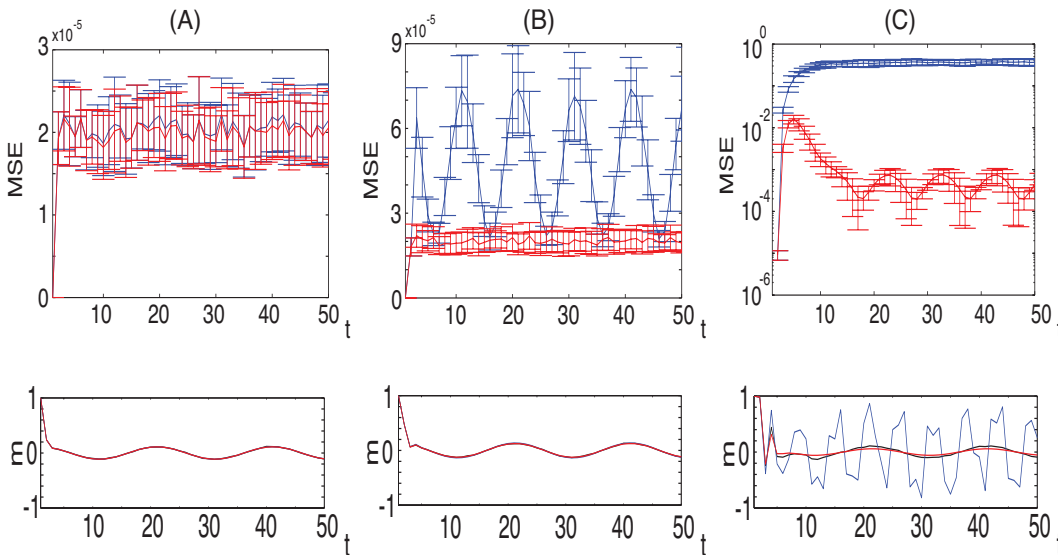 (A) (B) (C)
x10⁻⁵ x10⁻⁵
3 9 10⁰
2 6 10⁻²
1 3 10⁻⁴
0 0 10⁻⁶
MSE MSE MSE
10 20 30 40 50 t 10 20 30 40 50 t 10 20 30 40 50
1 1 1
m 0 m 0 m 0
-1 -1 -1
10 20 30 40 50 t 10 20 30 40 50 t 10 20 30 40 50